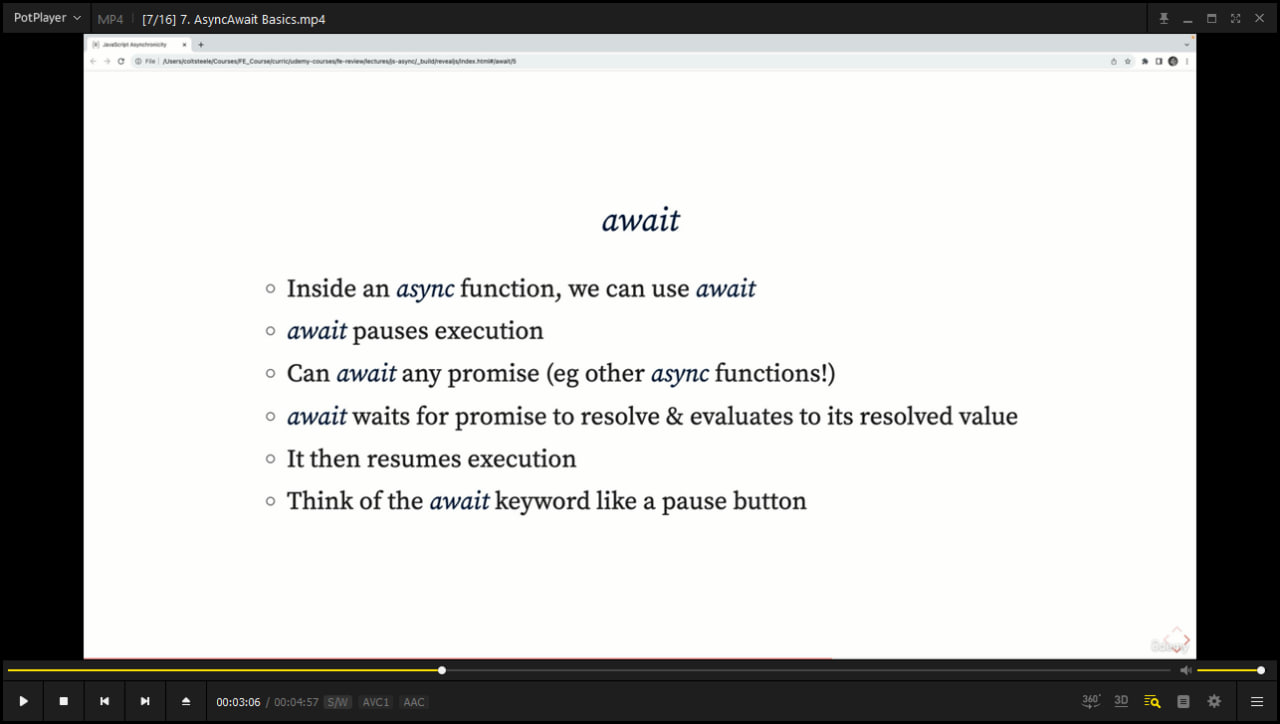 PotPlayer MP4 [7/16] 7. AsyncAwait Basics.mp4
JavaScript Asynchronicity
File /Users/coltsteele/Courses/FE_Course/curric/udemy-courses/fe-review/lectures/js-async/_build/revealjs/index.html#/await/5
await
Inside an async function, we can use await
await pauses execution
Can await any promise (eg other async functions!)
await waits for promise to resolve & evaluates to its resolved value
It then resumes execution
Think of the await keyword like a pause button
Udemy
00:03:06 / 00:04:57 S/W AVC1 AAC 360° 3D